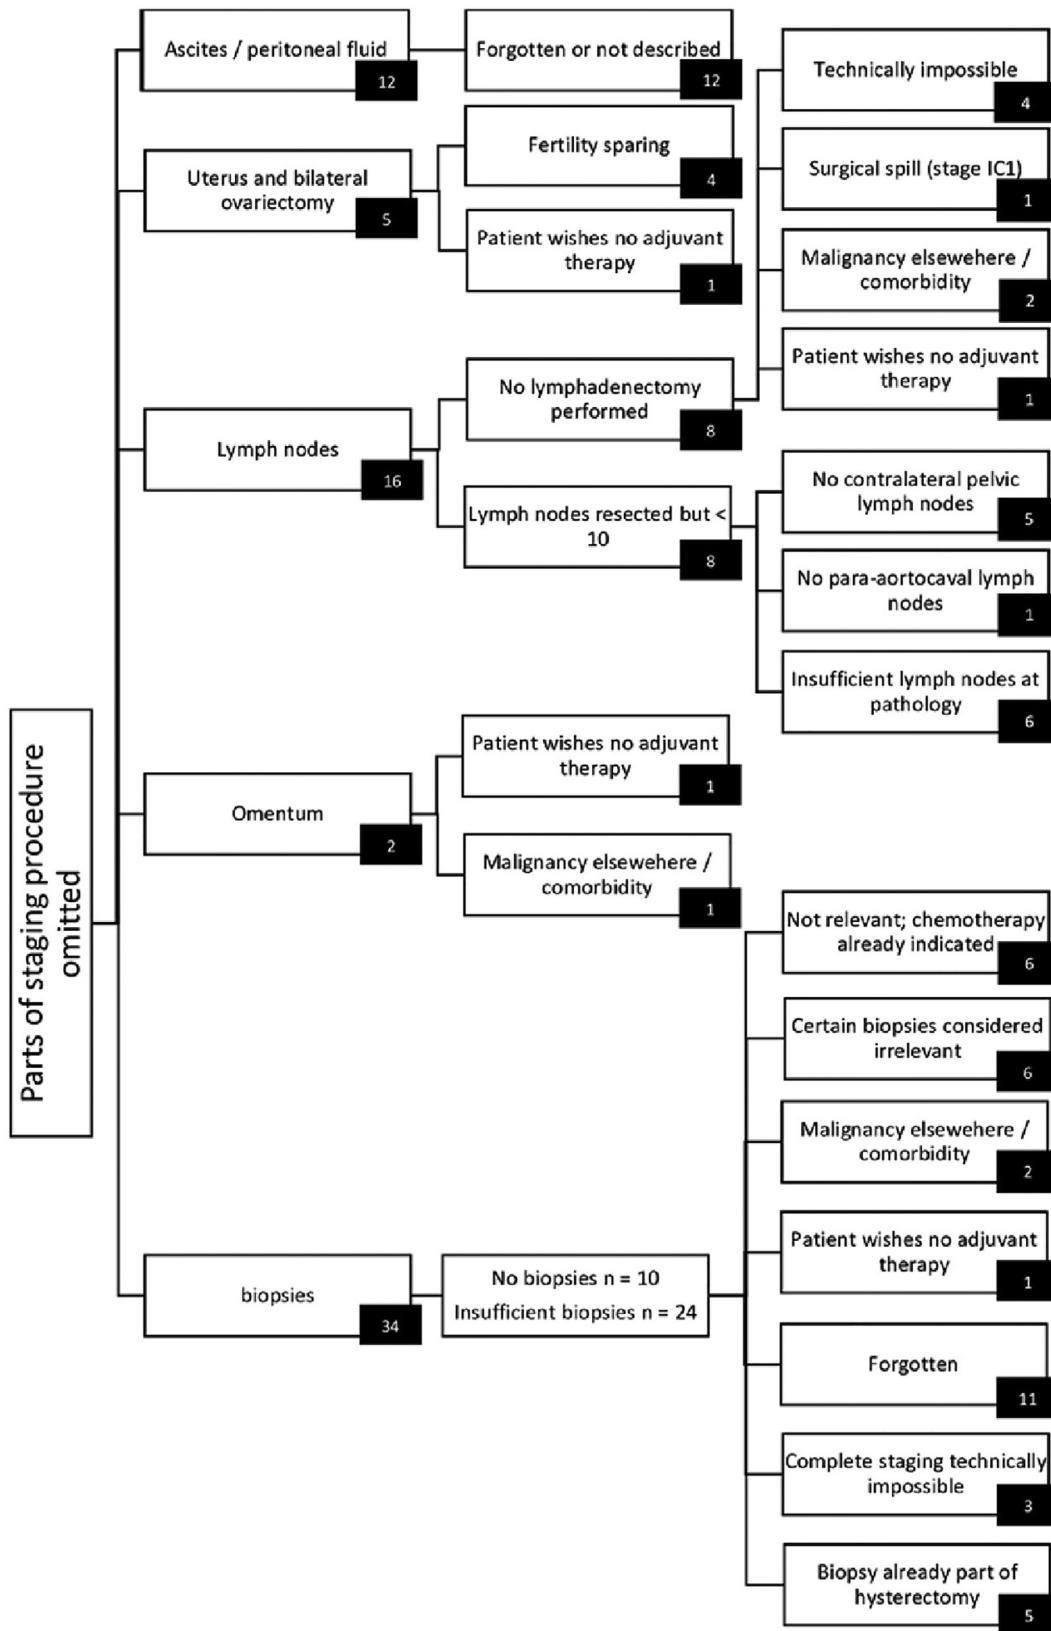 Parts of staging procedure
omitted
Ascites / peritoneal fluid
12
Forgotten or not described
12
Uterus and bilateral
ovariectomy
5
Fertility sparing
4
Patient wishes no adjuvant
therapy
1
Lymph nodes
16
No lymphadenectomy
performed
8
Technically impossible
4
Surgical spill (stage IC1)
1
Malignancy elsewehere /
comorbidity
2
Patient wishes no adjuvant
therapy
1
Lymph nodes resected but <
10
8
No contralateral pelvic
lymph nodes
5
No para-aortocaval lymph
nodes
1
Insufficient lymph nodes at
pathology
6
Omentum
2
Patient wishes no adjuvant
therapy
1
Malignancy elsewehere /
comorbidity
1
biopsies
34
No biopsies n = 10
Insufficient biopsies n = 24
Not relevant; chemotherapy
already indicated
6
Certain biopsies considered
irrelevant
6
Malignancy elsewehere /
comorbidity
2
Patient wishes no adjuvant
therapy
1
Forgotten
11
Complete staging technically
impossible
3
Biopsy already part of
hysterectomy
5